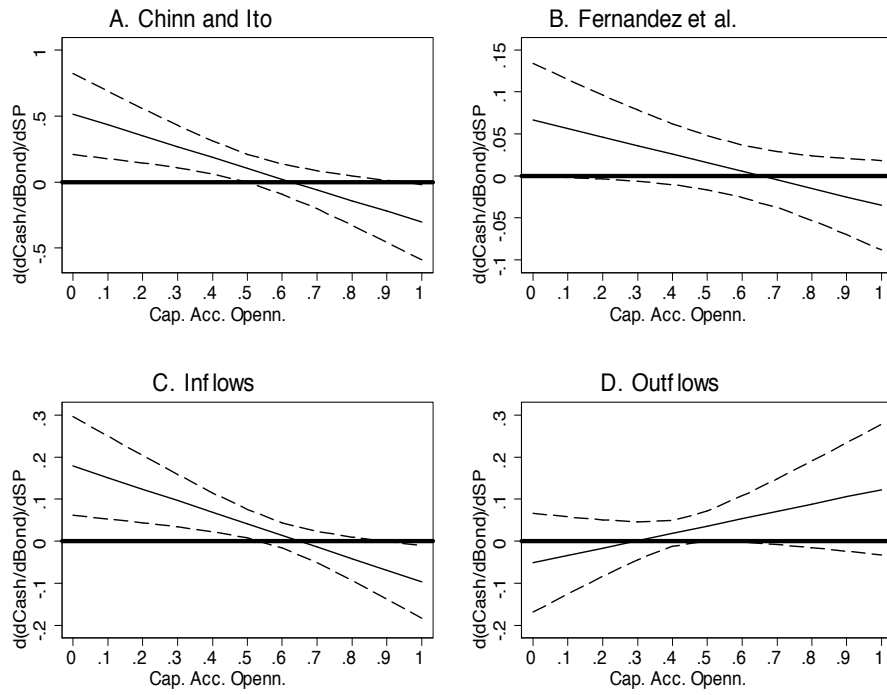 A. Chinn and Ito
d(dCash/dBond)/dSP
1
.5
0
-.5
0 .1 .2 .3 .4 .5 .6 .7 .8 .9 1
Cap. Acc. Openn.
B. Fernandez et al.
d(dCash/dBond)/dSP
.15
.1
.05
0
-.05
-.1
0 .1 .2 .3 .4 .5 .6 .7 .8 .9 1
Cap. Acc. Openn.
C. Inflows
d(dCash/dBond)/dSP
.3
.2
.1
0
-.1
-.2
0 .1 .2 .3 .4 .5 .6 .7 .8 .9 1
Cap. Acc. Openn.
D. Outflows
d(dCash/dBond)/dSP
.3
.2
.1
0
-.1
-.2
0 .1 .2 .3 .4 .5 .6 .7 .8 .9 1
Cap. Acc. Openn.